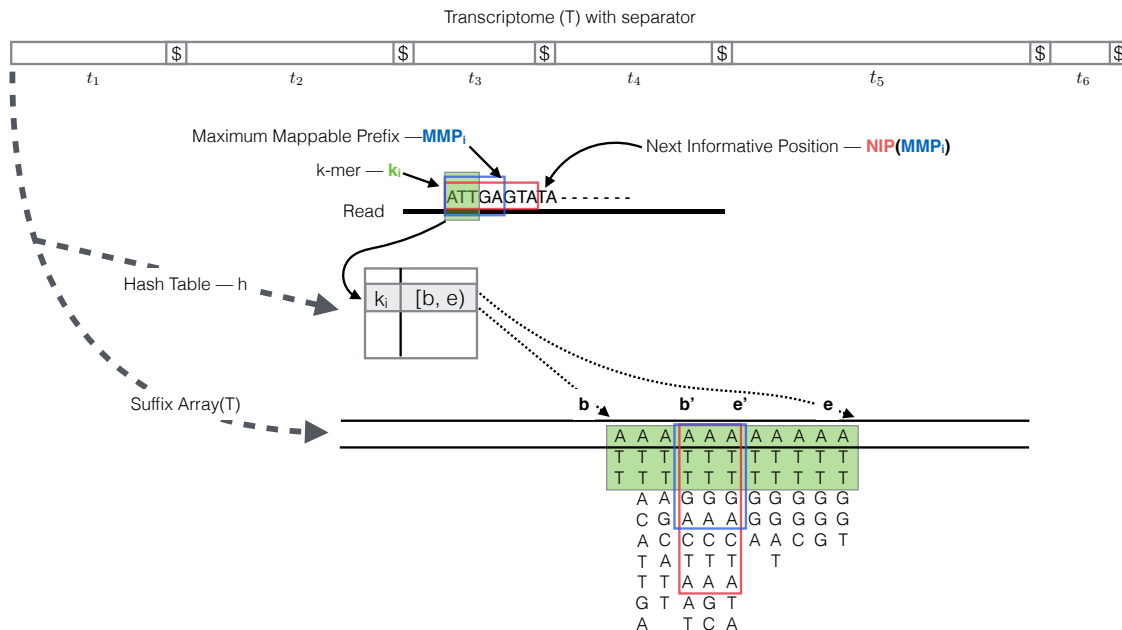 Transcriptome (T) with separator
$ $ $ $ $ $
t1 t2 t3 t4 t5 t6
Maximum Mappable Prefix —MMPi
Next Informative Position — NIP(MMPi)
k-mer — ki
ATTGAGTATA - - - - - - -
Read
Hash Table — h
ki [b, e)
Suffix Array(T)
b b’ e’ e
A A A A A A A A A A A
T T T T T T T T T T T
T T T T T T T T T T T
A A G G G G G G G G
C G A A A G G G G G
A C C C C A A C G T
T A T T T T
T T A A A
G T A G T
A T C A